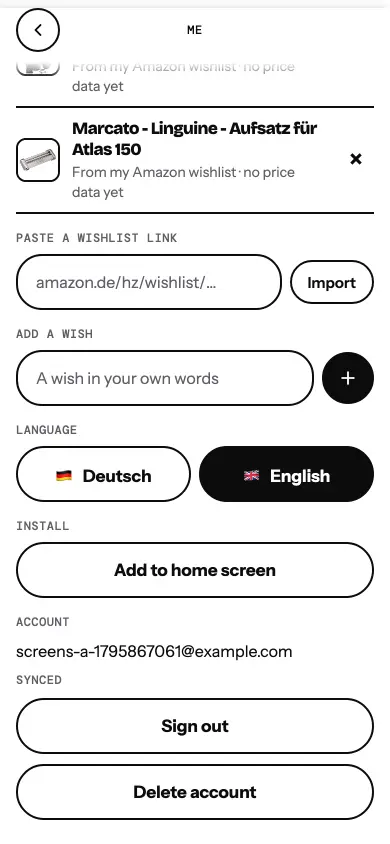 ME
From my Amazon wishlist · no price
data yet
Marcato - Linguine - Aufsatz für
Atlas 150
From my Amazon wishlist · no price
data yet
PASTE A WISHLIST LINK
amazon.de/hz/wishlist/...
Import
ADD A WISH
A wish in your own words
LANGUAGE
Deutsch
English
INSTALL
Add to home screen
ACCOUNT
screens-a-1795867061@example.com
SYNCED
Sign out
Delete account